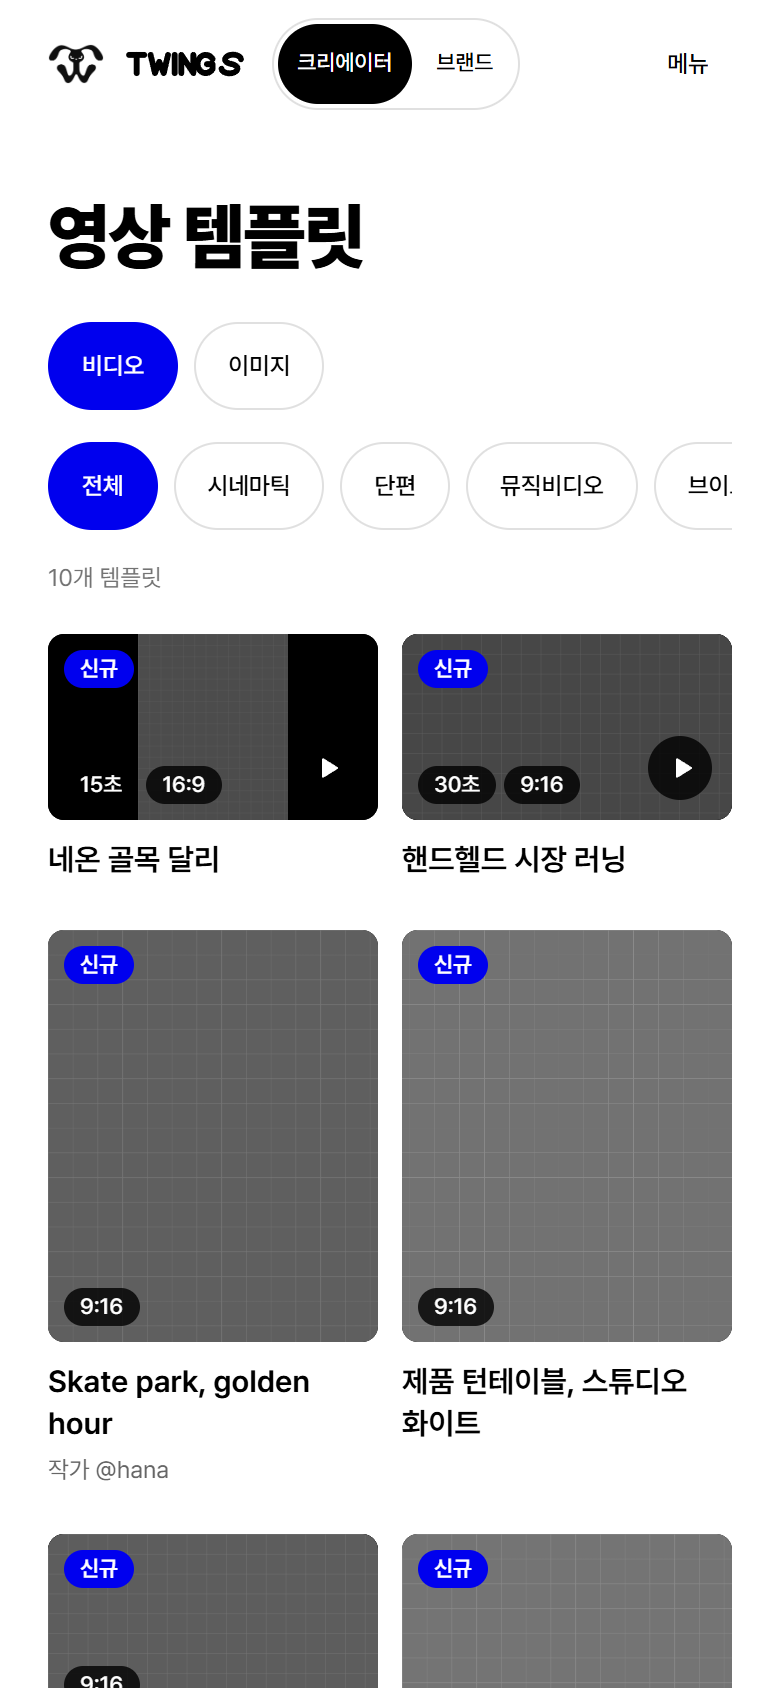 TWINGS
크리에이터
브랜드
메뉴
영상 템플릿
비디오
이미지
전체
시네마틱
단편
뮤직비디오
10개 템플릿
신규
15초
16:9
네온 골목 달리
신규
30초
9:16
핸드헬드 시장 러닝
신규
9:16
Skate park, golden
hour
작가 @hana
신규
9:16
제품 턴테이블, 스튜디오
화이트
신규
9:16
신규